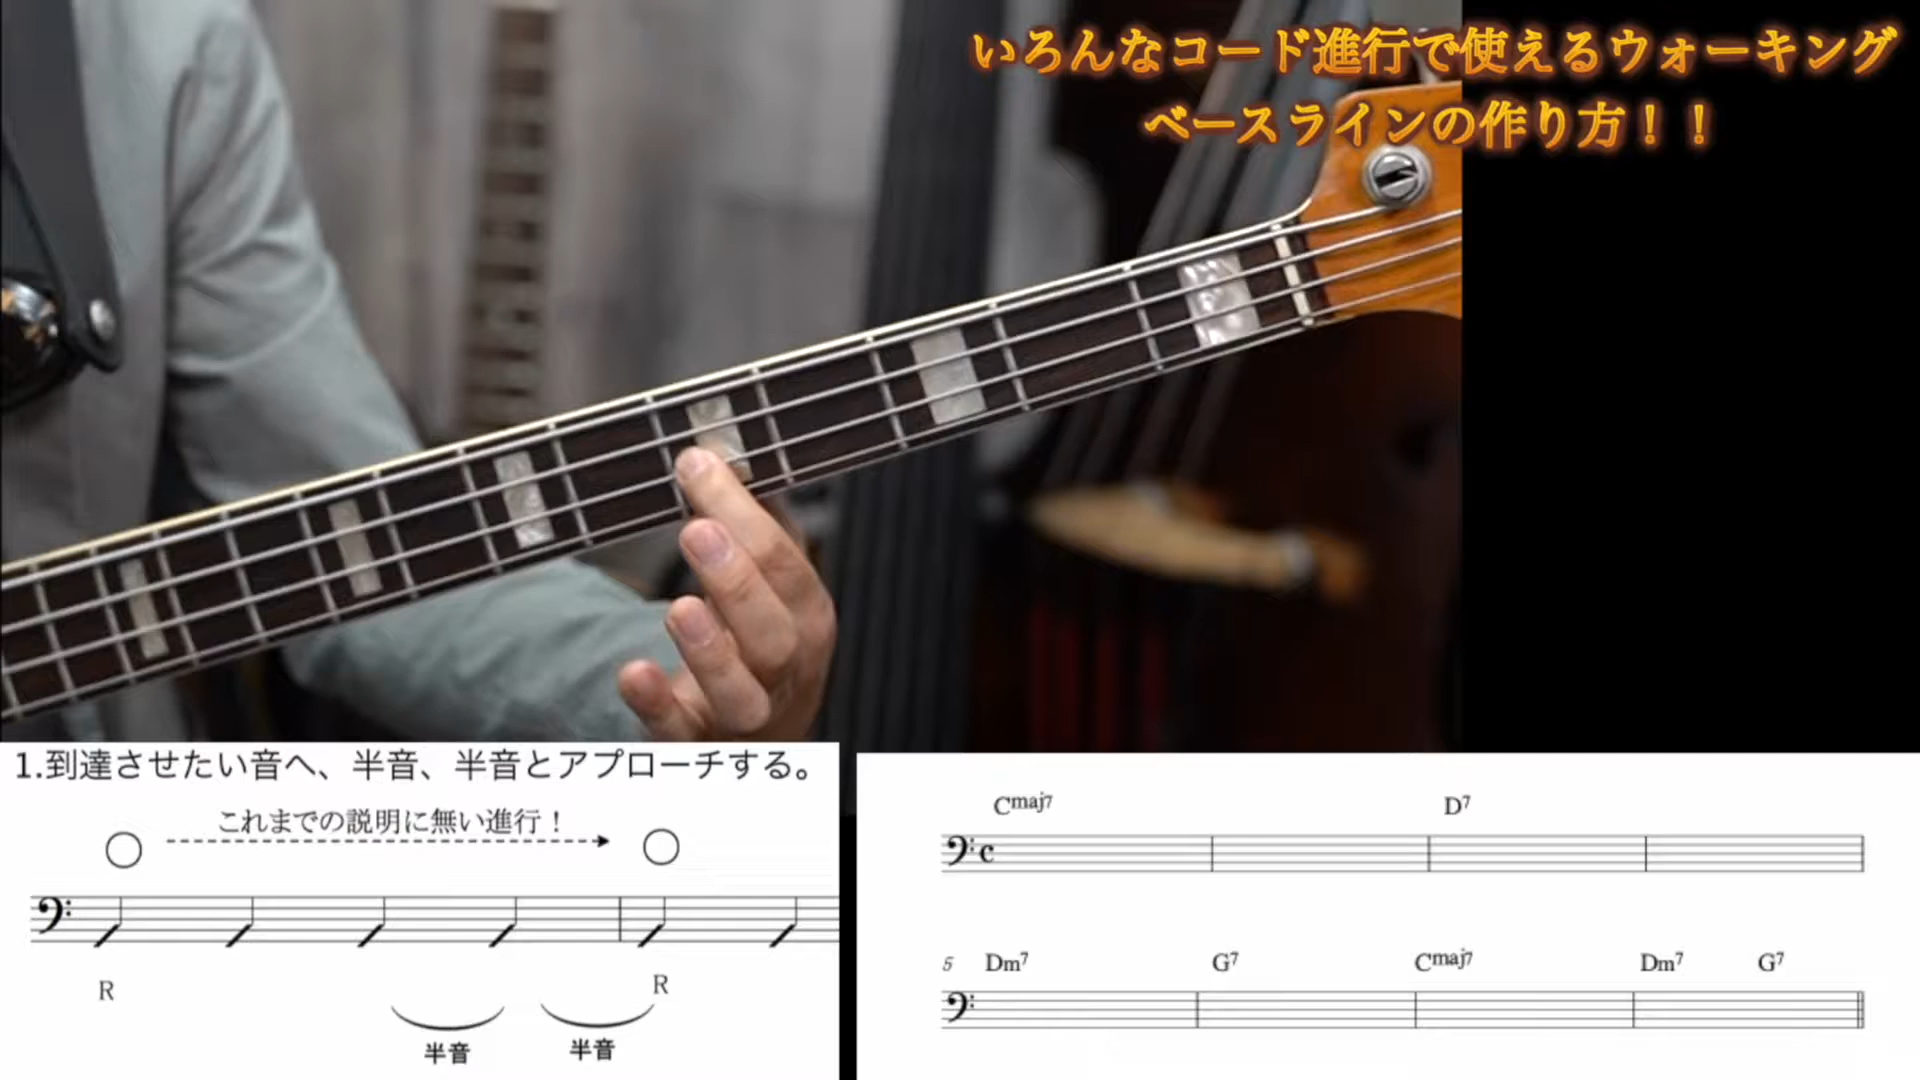 いろんなコード進行で使えるウォーキング
ベースラインの作り方！！
1.到達させたい音へ、半音、半音とアプローチする。
これまでの説明に無い進行！
R R
半音 半音
Cmaj7 D7
5 Dm7 G7 Cmaj7 Dm7 G7